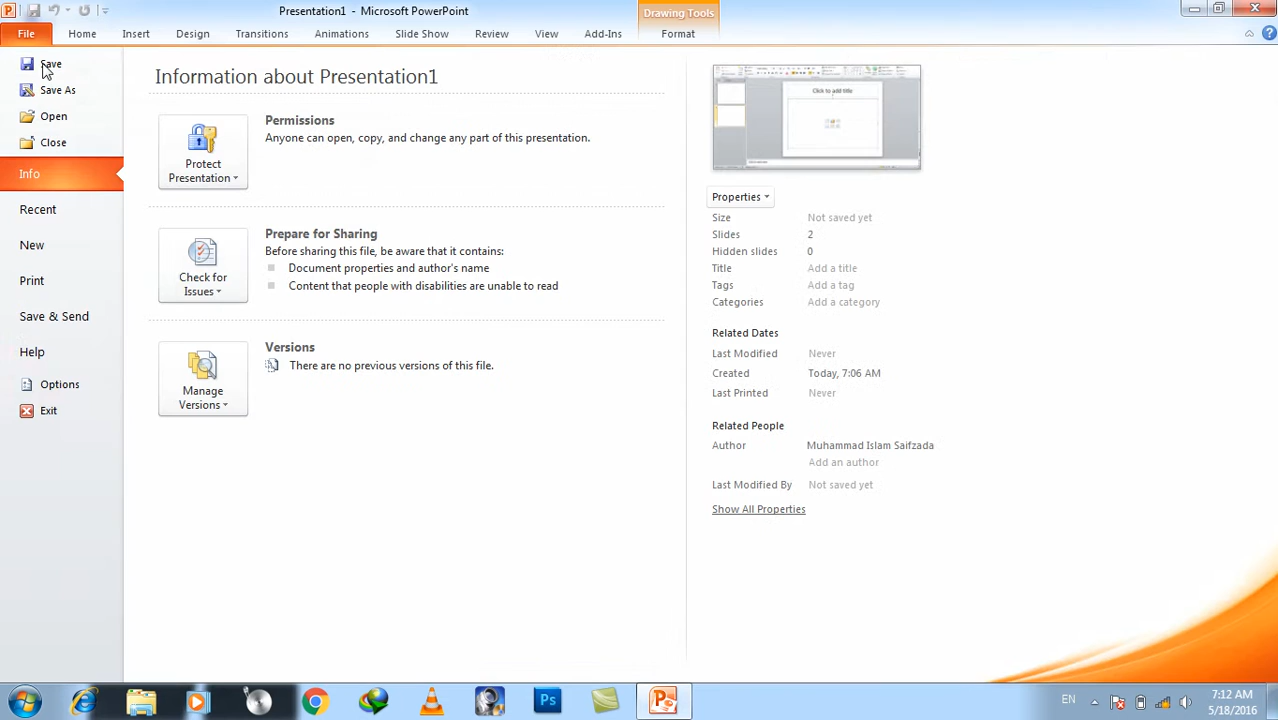 Presentation1 - Microsoft PowerPoint
Drawing Tools
File Home Insert Design Transitions Animations Slide Show Review View Add-Ins Format
Save
Save As
Open
Close
Info
Recent
New
Print
Save & Send
Help
Options
Exit
Information about Presentation1
Protect
Presentation
Permissions
Anyone can open, copy, and change any part of this presentation.
Check for
Issues
Prepare for Sharing
Before sharing this file, be aware that it contains:
Document properties and author's name
Content that people with disabilities are unable to read
Manage
Versions
Versions
There are no previous versions of this file.
Click to add title
Properties
Size Not saved yet
Slides 2
Hidden slides 0
Title Add a title
Tags Add a tag
Categories Add a category
Related Dates
Last Modified Never
Created Today, 7:06 AM
Last Printed Never
Related People
Author Muhammad Islam Saifzada
Add an author
Last Modified By Not saved yet
Show All Properties
Ps
EN
7:12 AM
5/18/2016